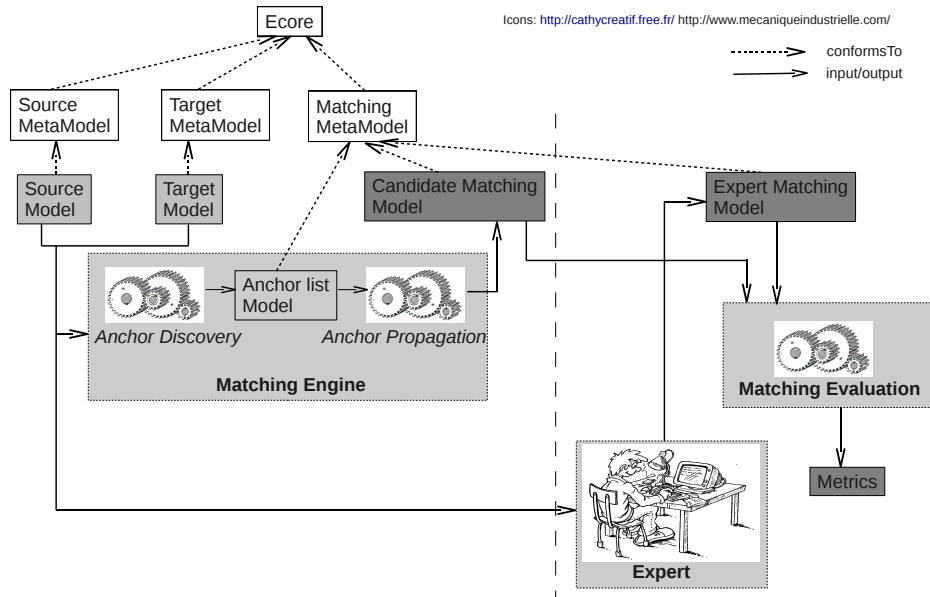 Ecore
Icons: http://cathycreatif.free.fr/ http://www.mecaniqueindustrielle.com/
conformsTo
input/output
Source
MetaModel
Target
MetaModel
Matching
MetaModel
Source
Model
Target
Model
Candidate Matching
Model
Expert Matching
Model
Anchor list
Model
Anchor Discovery
Anchor Propagation
Matching Engine
Matching Evaluation
Metrics
Expert